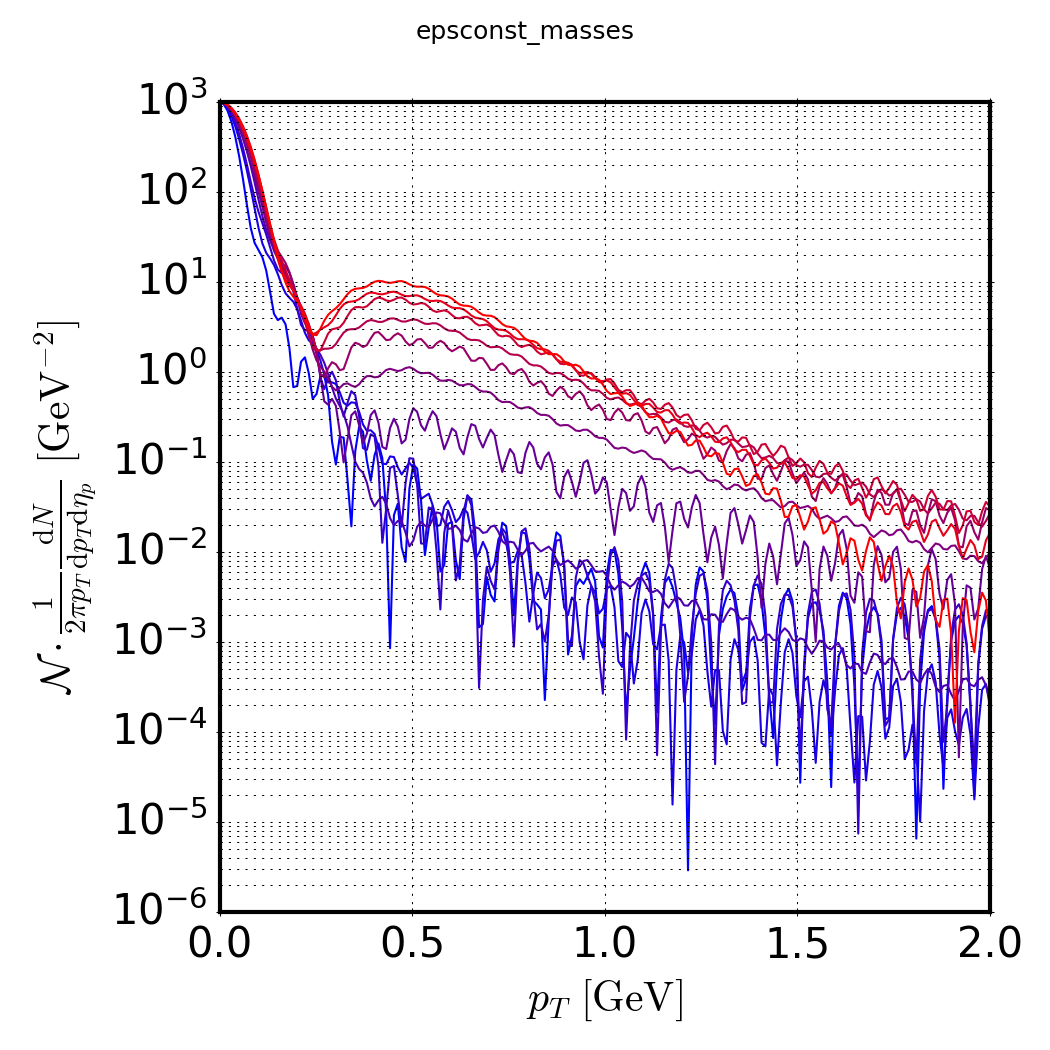 epsconst_masses
10^3
10^2
10^1
10^0
10^{-1}
10^{-2}
10^{-3}
10^{-4}
10^{-5}
10^{-6}
𝒩 · \frac{1}{2πp_T} \frac{dN}{dp_T dη_p} [GeV^{-2}]
0.0 0.5 1.0 1.5 2.0
p_T [GeV]